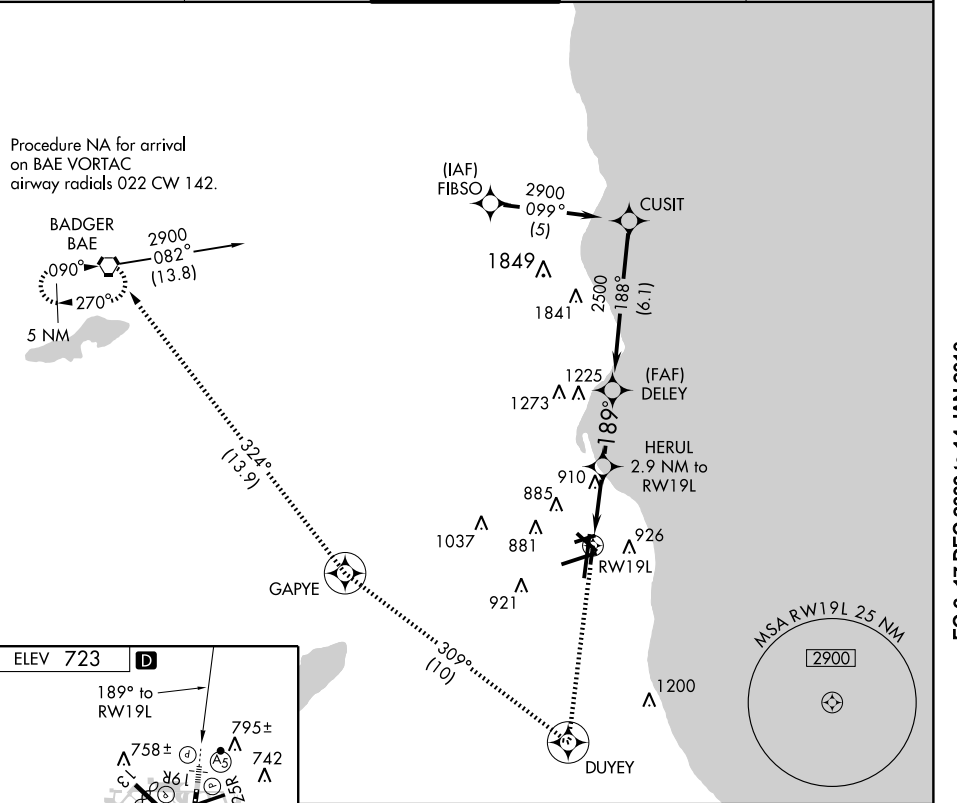 Procedure NA for arrival
on BAE VORTAC
airway radials 022 CW 142.
BADGER
BAE
2900
082°
(13.8)
090°
270°
5 NM
(IAF)
FIBSO
2900
099°
(5)
CUSIT
1849
1841
2500
188°
(6.1)
1225
1273
(FAF)
DELEY
189°
HERUL
2.9 NM to
RW19L
910
885
881
1037
926
RW19L
921
324°
(13.9)
GAPYE
309°
(10)
DUYEY
1200
MSA RW19L 25 NM
2900
ELEV 723
D
189° to
RW19L
795±
758±
742
P
A5
P
P
13
19R
25R